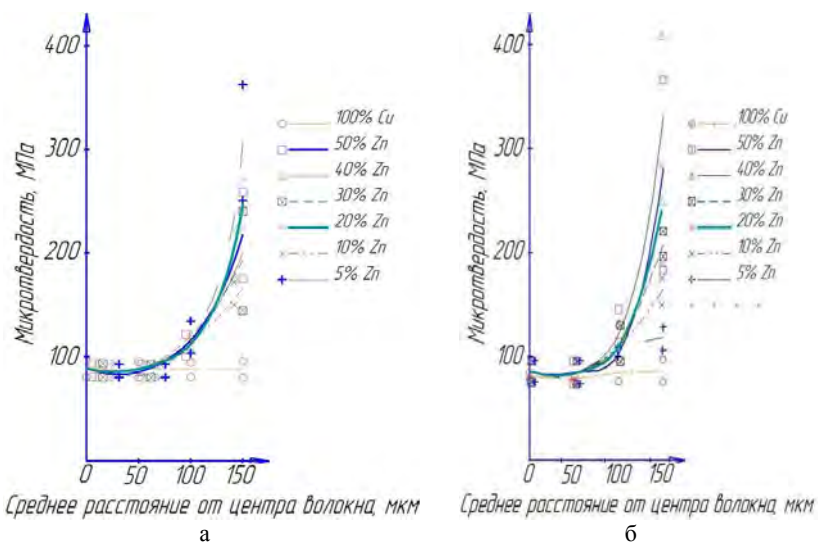 400
300
200
100
0
50
100
150
Микротвердость, МПа
100% Cu
50% Zn
40% Zn
30% Zn
20% Zn
10% Zn
5% Zn
Среднее расстояние от центра волокна, мкм
а
400
300
200
100
0
50
100
150
Микротвердость, МПа
100% Cu
50% Zn
40% Zn
30% Zn
20% Zn
10% Zn
5% Zn
Среднее расстояние от центра волокна, мкм
б